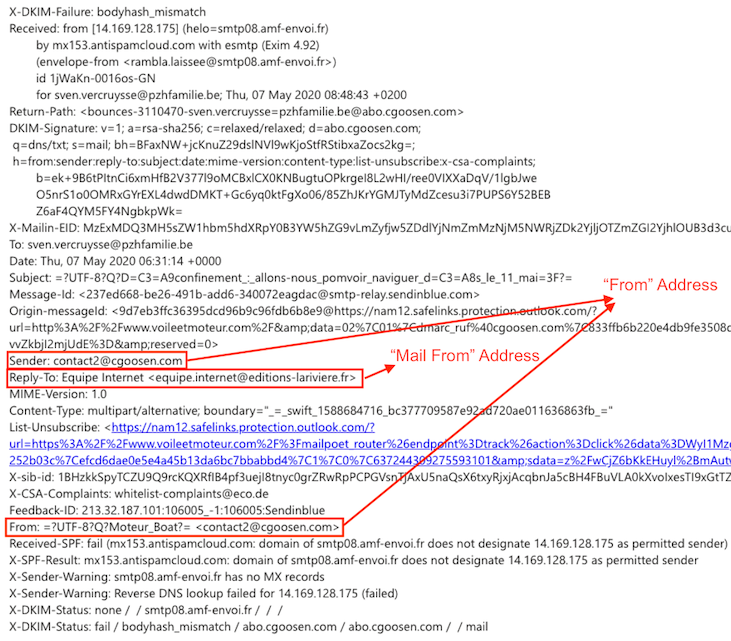 X-DKIM-Failure: bodyhash_mismatch
Received: from [14.169.128.175] (helo=smtp08.amf-envoi.fr)
by mx153.antispamcloud.com with esmtp (Exim 4.92)
(envelope-from <rambla.laissee@smtp08.amf-envoi.fr>)
id 1jWaKn-0016os-GN
for sven.vercruysse@pzhfamilie.be; Thu, 07 May 2020 08:48:43 +0200
Return-Path: <bounces-3110470-sven.vercruysse=pzhfamilie.be@abo.cgoosen.com>
DKIM-Signature: v=1; a=rsa-sha256; c=relaxed/relaxed; d=abo.cgoosen.com;
q=dns/txt; s=mail; bh=BFaxNW+jcKnuZ29dslNVl9wKjoStfRStibxaZocs2kg=;
h=from:sender:reply-to:subject:date:mime-version:content-type:list-unsubscribe:x-csa-complaints;
b=ek+9B6tPItnCi6xmHfB2V377l9oMCBxlCX0KNBugtuOPkrgeI8L2wHI/ree0VIXXaDqV/1lgbJwe
O5nrS1o0OMRxGYrEXL4dwdDMKT+Gc6yq0ktFgXo06/85ZhJKrYGMJTyMdZcesu3i7PUPS6Y52BEB
Z6aF4QYM5FY4NgbkpWk=
X-Mailin-EID: MzExMDQ3MH5sZW1hbm5hdXRpY0B3YW5hZG9vLmZyfjw5ZDdlYjNmZmMzNjM5NWRjZDk2YjljOTZmZGI2YjhlOUB3d3cu
To: sven.vercruysse@pzhfamilie.be
Date: Thu, 07 May 2020 06:31:14 +0000
Subject: =?UTF-8?Q?D=C3=A9confinement_:_allons-nous_pomvoir_naviguer_d=C3=A8s_le_11_mai=3F?=
Message-Id: <237ed668-be26-491b-add6-340072eagdac@smtp-relay.sendinblue.com>
Origin-messageId: <9d7eb3ffc36395dcd96b9c96fdb6b8e9@https://nam12.safelinks.protection.outlook.com/?
url=http%3A%2F%2Fwww.voileetmoteur.com%2F&amp;data=02%7C01%7Cdmarc_ruf%40cgoosen.com%7C833ffb6b220e4db9fe3508d
vvZkbjI2mjUdE%3D&amp;reserved=0>
Sender: contact2@cgoosen.com
Reply-To: Equipe Internet <equipe.internet@editions-lariviere.fr>
MIME-Version: 1.0
Content-Type: multipart/alternative; boundary="_=_swift_1588684716_bc377709587e92ad720ae011636863fb_="
List-Unsubscribe: <https://nam12.safelinks.protection.outlook.com/?
url=https%3A%2F%2Fwww.voileetmoteur.com%2F%3Fmailpoet_router%26endpoint%3Dtrack%26action%3Dclick%26data%3DWyI1Mzc
252b03c%7Cefcd6dae0e5e4a45b13da6bc7bbabbd4%7C1%7C0%7C637244309275593101&amp;sdata=z%2FwCjZ6bKkEHuyl%2BmAutw
X-sib-id: 1BHzkkSpyTCZU9Q9rcKQXRfIB4pf3uejI8tnyc0grZRwRpPCPGVsnTjAxU5naQsX6txyRjxjAcqbnJa5cBH4FBuVLA0kXvoIxesTI9xGtTZ
X-CSA-Complaints: whitelist-complaints@eco.de
Feedback-ID: 213.32.187.101:106005_-1:106005:Sendinblue
From: =?UTF-8?Q?Moteur_Boat?= <contact2@cgoosen.com>
Received-SPF: fail (mx153.antispamcloud.com: domain of smtp08.amf-envoi.fr does not designate 14.169.128.175 as permitted sender)
X-SPF-Result: mx153.antispamcloud.com: domain of smtp08.amf-envoi.fr does not designate 14.169.128.175 as permitted sender
X-Sender-Warning: smtp08.amf-envoi.fr has no MX records
X-Sender-Warning: Reverse DNS lookup failed for 14.169.128.175 (failed)
X-DKIM-Status: none / / smtp08.amf-envoi.fr / / /
X-DKIM-Status: fail / bodyhash_mismatch / abo.cgoosen.com / abo.cgoosen.com / / mail
“From” Address
“Mail From” Address